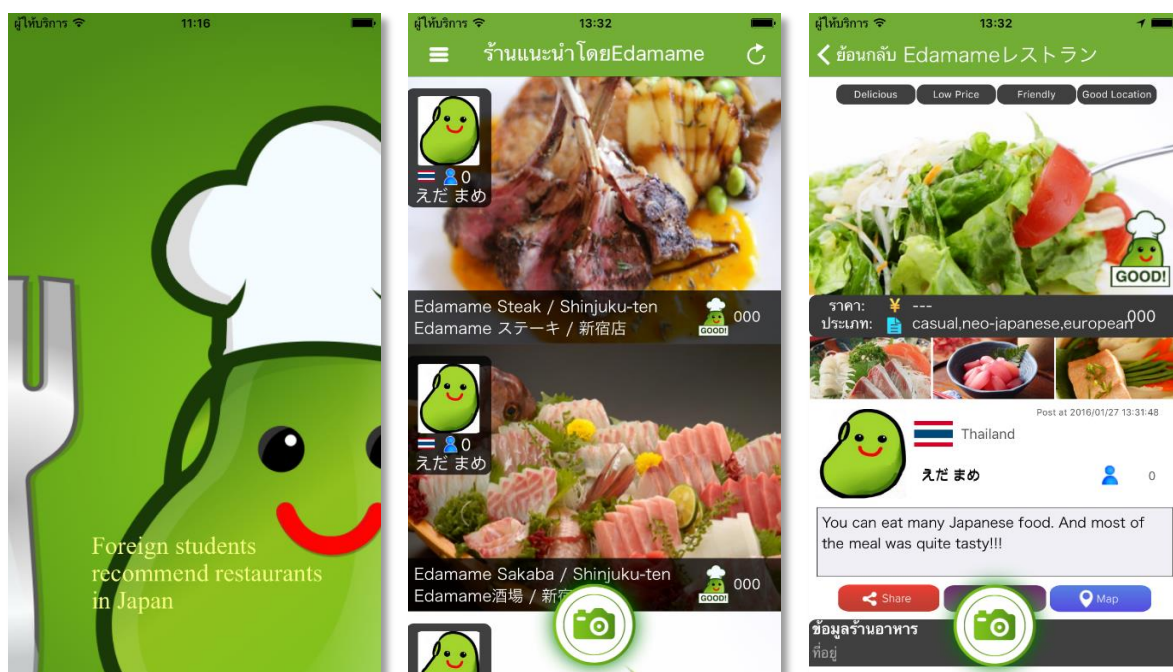 ผู้ให้บริการ 11:16
Foreign students
recommend restaurants
in Japan
ผู้ให้บริการ 13:32
ร้านแนะนำโดยEdamame
0
えだ まめ
Edamame Steak / Shinjuku-ten
Edamame ステーキ / 新宿店
GOOD!
000
0
えだ まめ
Edamame Sakaba / Shinjuku-ten
Edamame酒場 / 新宿
GOOD!
000
ผู้ให้บริการ 13:32
ย้อนกลับ Edamameレストラン
Delicious Low Price Friendly Good Location
GOOD!
ราคา: ¥ ---
ประเภท: casual,neo-japanese,european
000
Post at 2016/01/27 13:31:48
Thailand
えだ まめ 0
You can eat many Japanese food. And most of
the meal was quite tasty!!!
Share Map
ข้อมูลร้านอาหาร
ที่อยู่